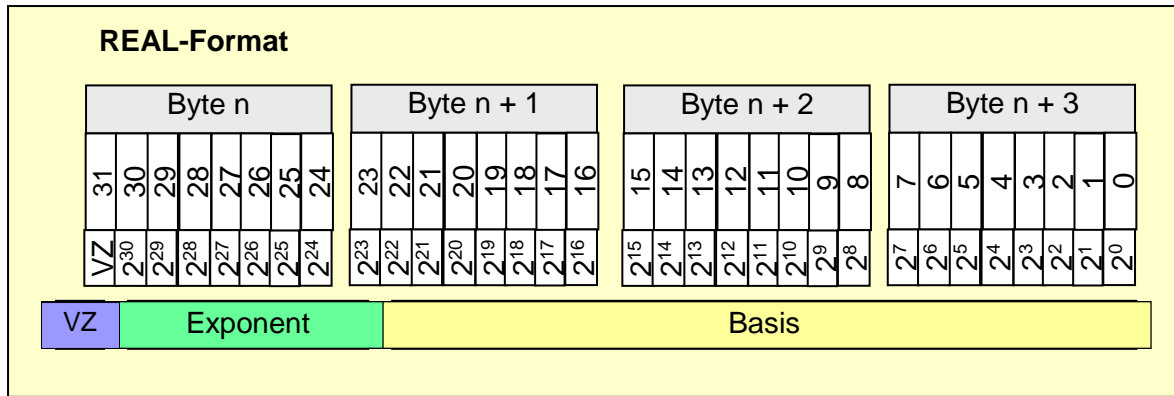 REAL-Format
Byte n Byte n + 1 Byte n + 2 Byte n + 3
31 30 29 28 27 26 25 24 23 22 21 20 19 18 17 16 15 14 13 12 11 10 9 8 7 6 5 4 3 2 1 0
VZ 2³⁰ 2²⁹ 2²⁸ 2²⁷ 2²⁶ 2²⁵ 2²⁴ 2²³ 2²² 2²¹ 2²⁰ 2¹⁹ 2¹⁸ 2¹⁷ 2¹⁶ 2¹⁵ 2¹⁴ 2¹³ 2¹² 2¹¹ 2¹⁰ 2⁹ 2⁸ 2⁷ 2⁶ 2⁵ 2⁴ 2³ 2² 2¹ 2⁰
VZ Exponent Basis